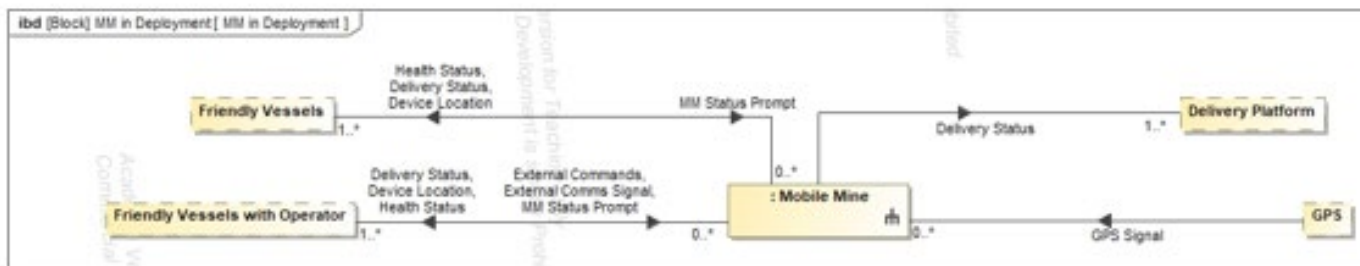 ibd [Block] MM in Deployment [ MM in Deployment ]
Health Status,
Delivery Status,
Device Location
MM Status Prompt
Friendly Vessels
1..*
Delivery Status
1..*
Delivery Platform
Delivery Status,
Device Location,
Health Status
External Commands,
External Comms Signal,
MM Status Prompt
0..*
: Mobile Mine
Friendly Vessels with Operator
1..*
0..*
0..*
GPS Signal
GPS
Development is